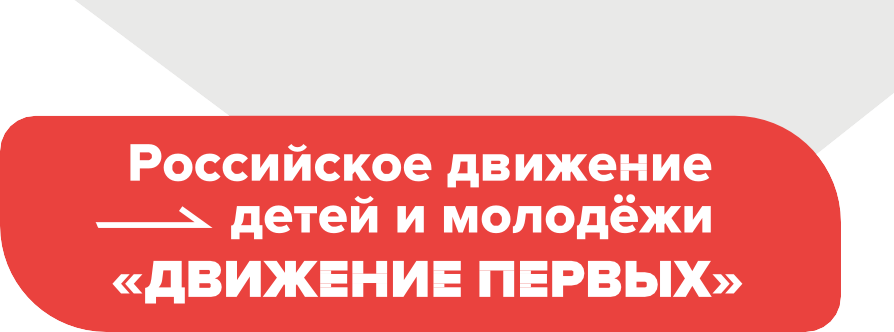 Российское движение
детей и молодёжи
«ДВИЖЕНИЕ ПЕРВЫХ»